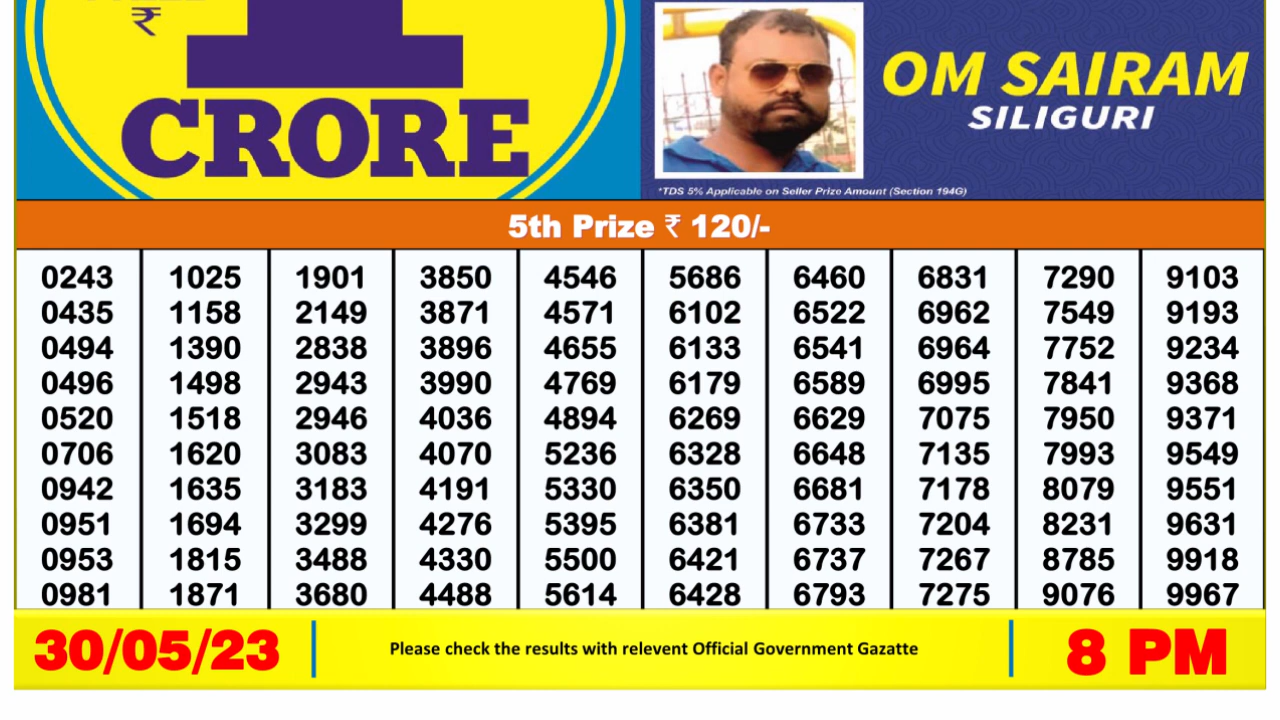 ₹
1
CRORE
OM SAIRAM
SILIGURI
*TDS 5% Applicable on Seller Prize Amount (Section 194G)
5th Prize ₹ 120/-
0243 1025 1901 3850 4546 5686 6460 6831 7290 9103
0435 1158 2149 3871 4571 6102 6522 6962 7549 9193
0494 1390 2838 3896 4655 6133 6541 6964 7752 9234
0496 1498 2943 3990 4769 6179 6589 6995 7841 9368
0520 1518 2946 4036 4894 6269 6629 7075 7950 9371
0706 1620 3083 4070 5236 6328 6648 7135 7993 9549
0942 1635 3183 4191 5330 6350 6681 7178 8079 9551
0951 1694 3299 4276 5395 6381 6733 7204 8231 9631
0953 1815 3488 4330 5500 6421 6737 7267 8785 9918
0981 1871 3680 4488 5614 6428 6793 7275 9076 9967
30/05/23 Please check the results with relevent Official Government Gazatte 8 PM